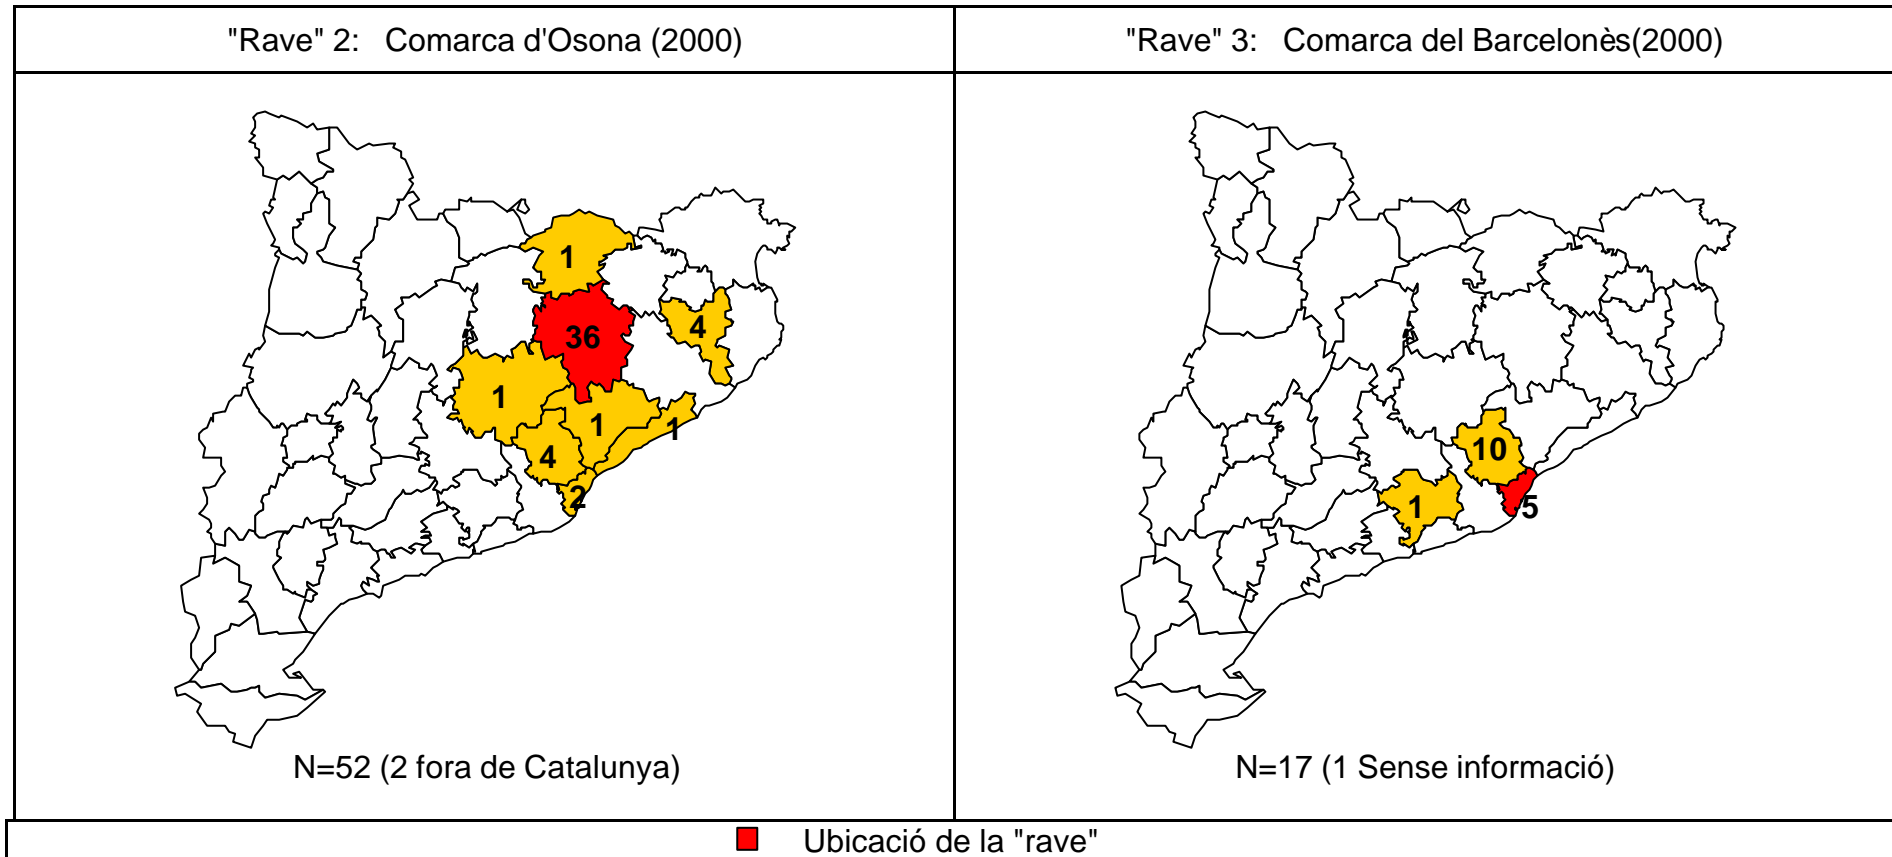 "Rave" 2:   Comarca d'Osona (2000)
"Rave" 3:   Comarca del Barcelonès(2000)
1
36
4
1
1
1
4
2
10
1
5
N=52 (2 fora de Catalunya)
N=17 (1 Sense informació)
Ubicació de la "rave"